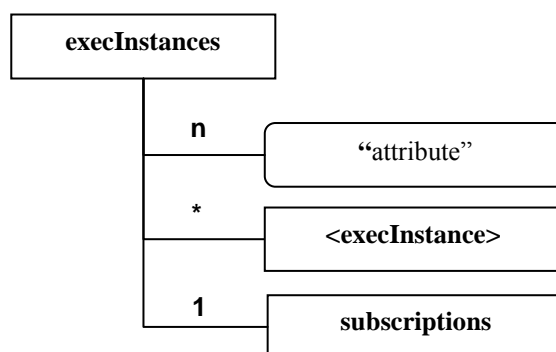 execInstances
n
“attribute”
*
<execInstance>
1
subscriptions